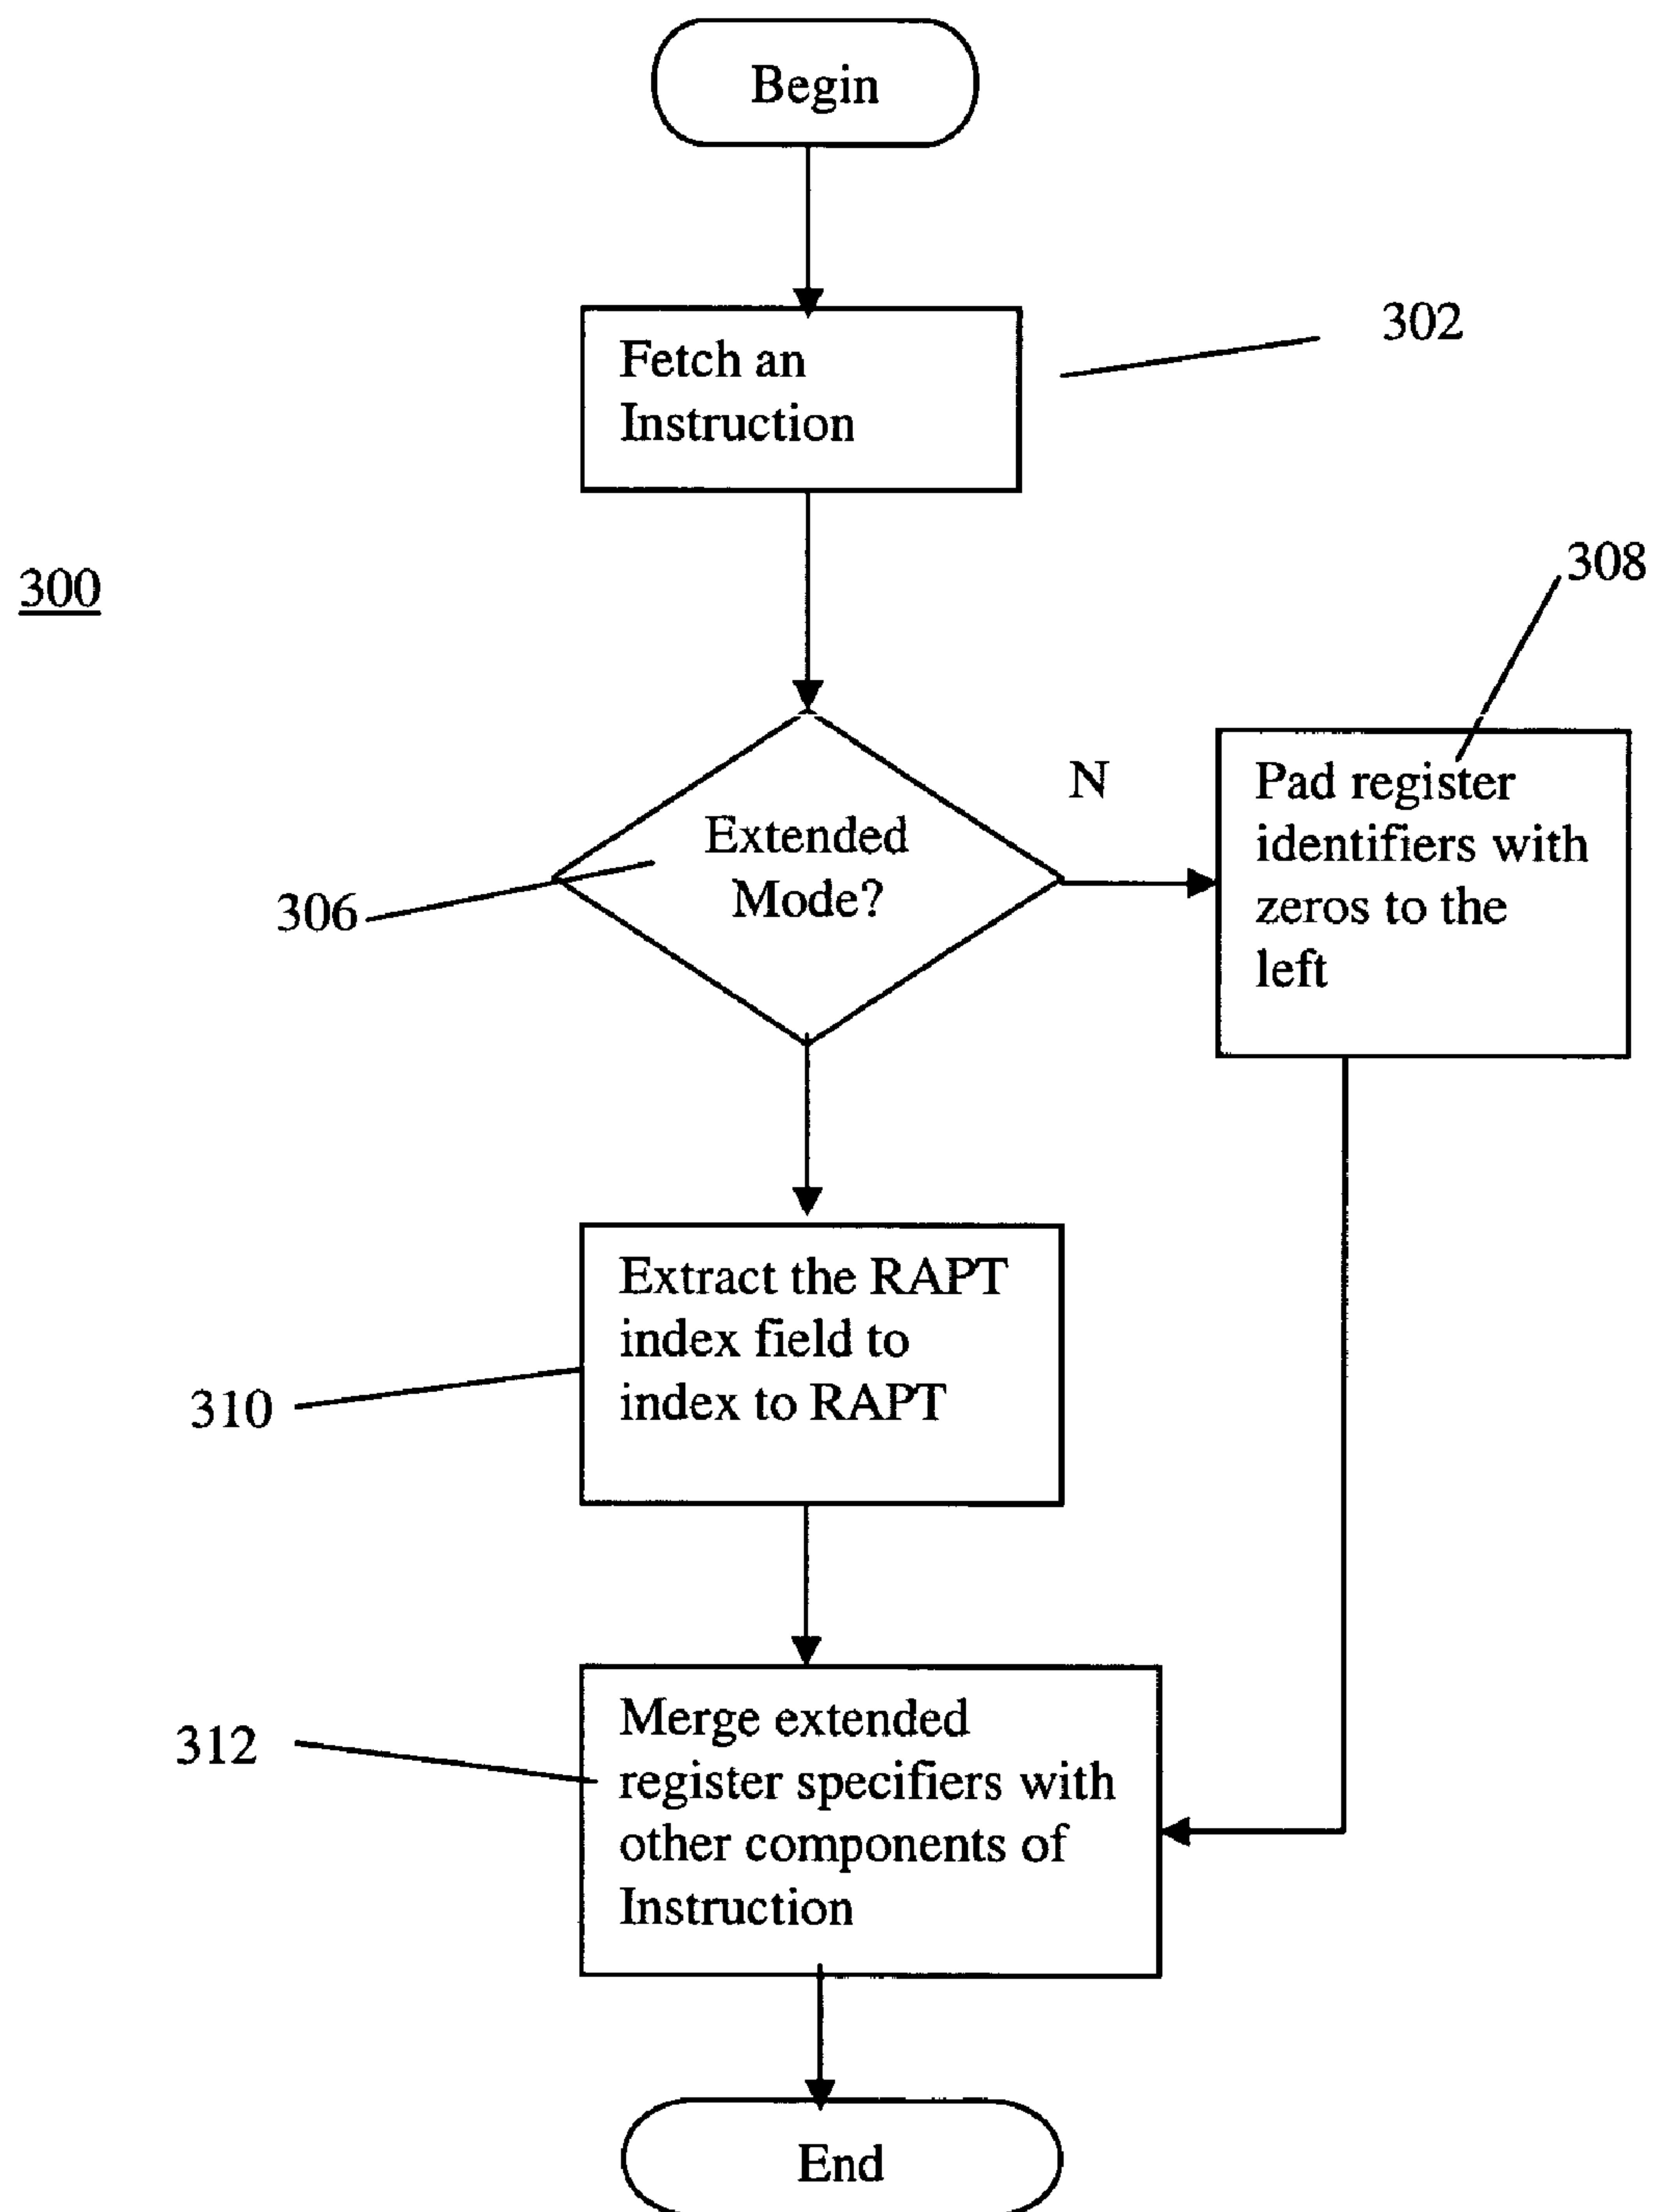 Begin
Fetch an
Instruction
302
300
308
Extended
Mode?
N
306
Pad register
identifiers with
zeros to the
left
Extract the RAPT
index field to
index to RAPT
310
Merge extended
register specifiers with
other components of
Instruction
312
End